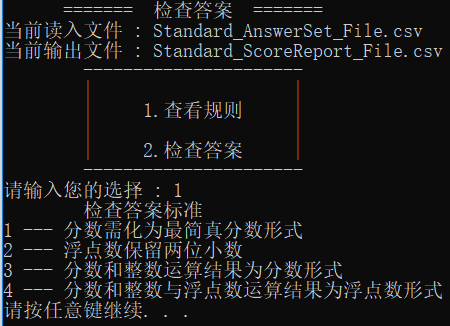 ======= 检查答案 =======
当前读入文件 : Standard_AnswerSet_File.csv
当前输出文件 : Standard_ScoreReport_File.csv
----------------------
1.查看规则
2.检查答案
----------------------
请输入您的选择 : 1
检查答案标准
1 --- 分数需化为最简真分数形式
2 --- 浮点数保留两位小数
3 --- 分数和整数运算结果为分数形式
4 --- 分数和整数与浮点数运算结果为浮点数形式
请按任意键继续. . .